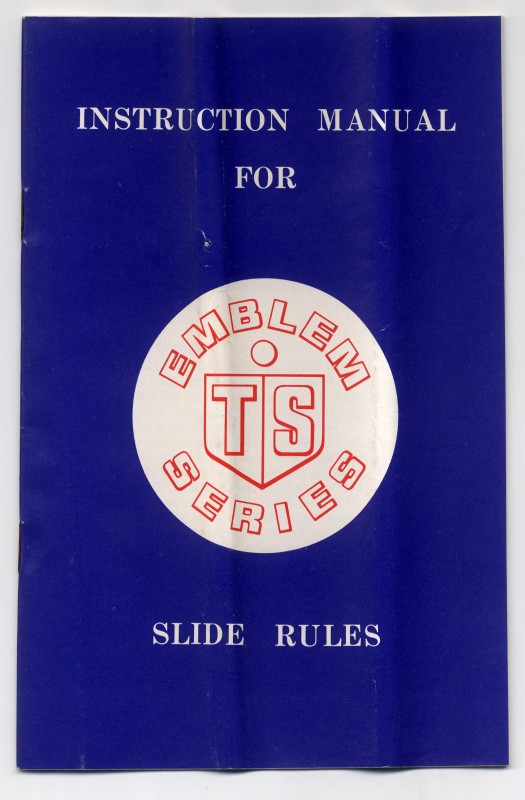 INSTRUCTION MANUAL
FOR
EMBLEM
TS
SERIES
SLIDE RULES